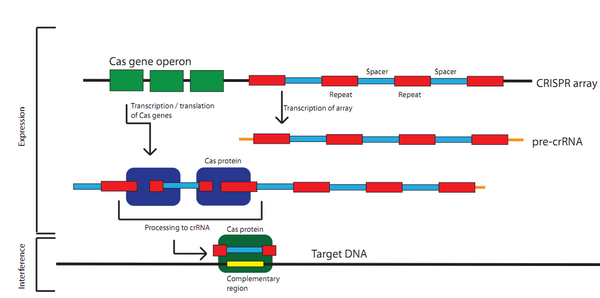 Cas gene operon
Spacer
Spacer
CRISPR array
Repeat
Repeat
Transcription / translation
of Cas genes
Transcription of array
Expression
pre-crRNA
Cas protein
Processing to crRNA
Cas protein
Target DNA
Interference
Complementary
region